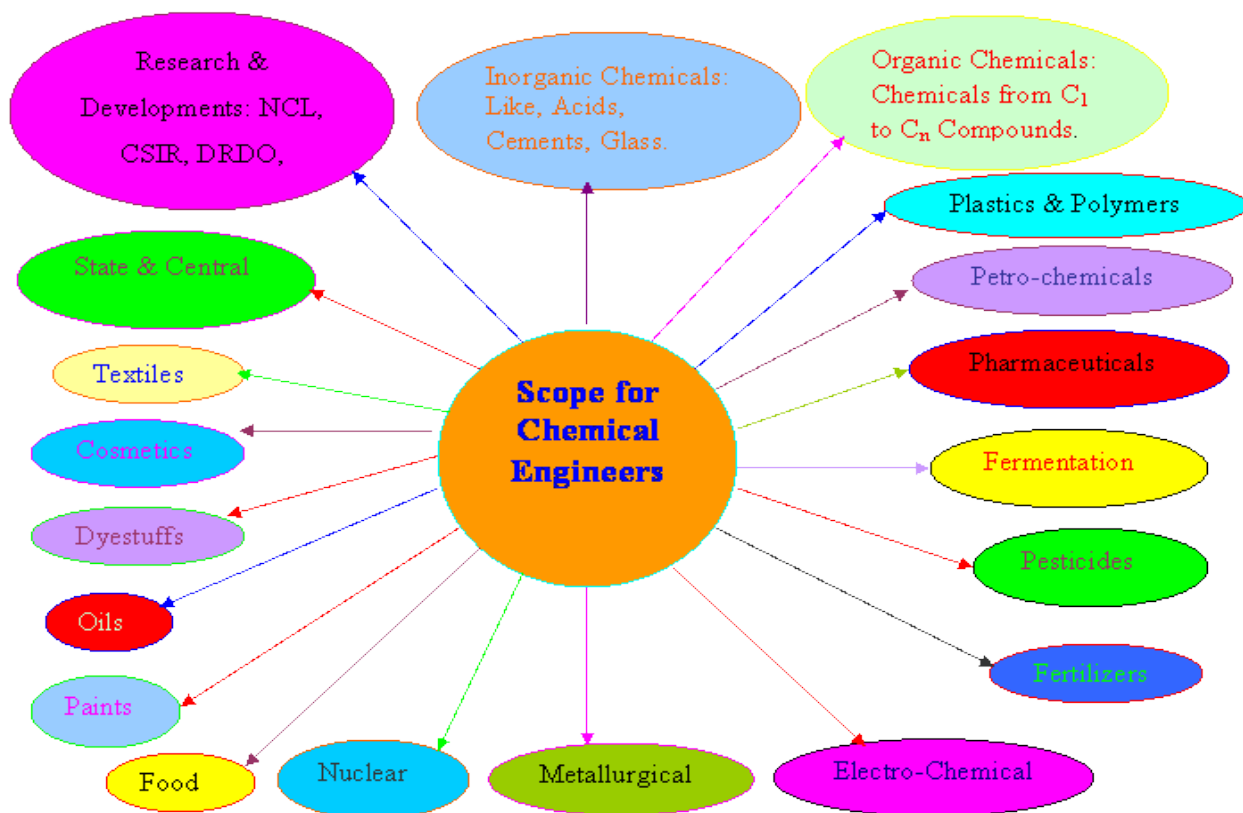 Research &
Developments: NCL,
CSIR, DRDO,
Inorganic Chemicals:
Like, Acids,
Cements, Glass.
Organic Chemicals:
Chemicals from C1
to Cn Compounds.
Plastics & Polymers
State & Central
Petro-chemicals
Textiles
Pharmaceuticals
Scope for
Chemical
Engineers
Cosmetics
Fermentation
Dyestuffs
Pesticides
Oils
Fertilizers
Paints
Food
Nuclear
Metallurgical
Electro-Chemical